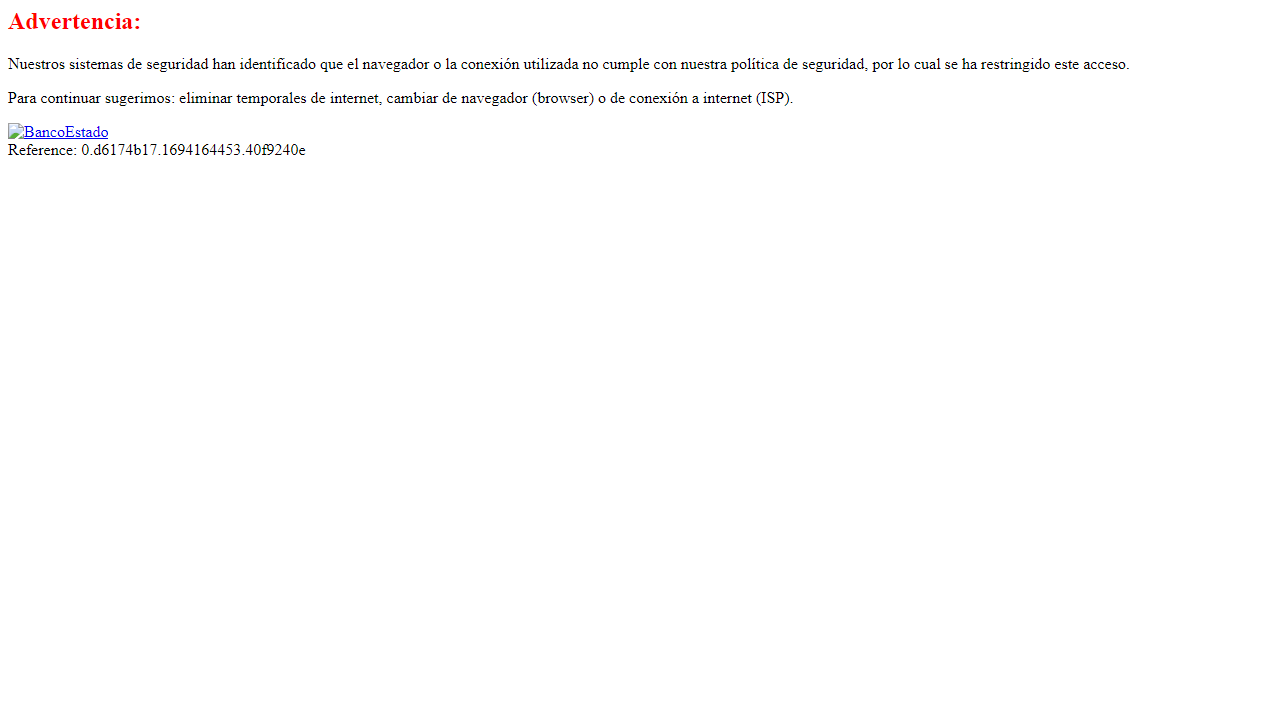 Advertencia:
Nuestros sistemas de seguridad han identificado que el navegador o la conexión utilizada no cumple con nuestra política de seguridad, por lo cual se ha restringido este acceso.
Para continuar sugerimos: eliminar temporales de internet, cambiar de navegador (browser) o de conexión a internet (ISP).
BancoEstado
Reference: 0.d6174b17.1694164453.40f9240e